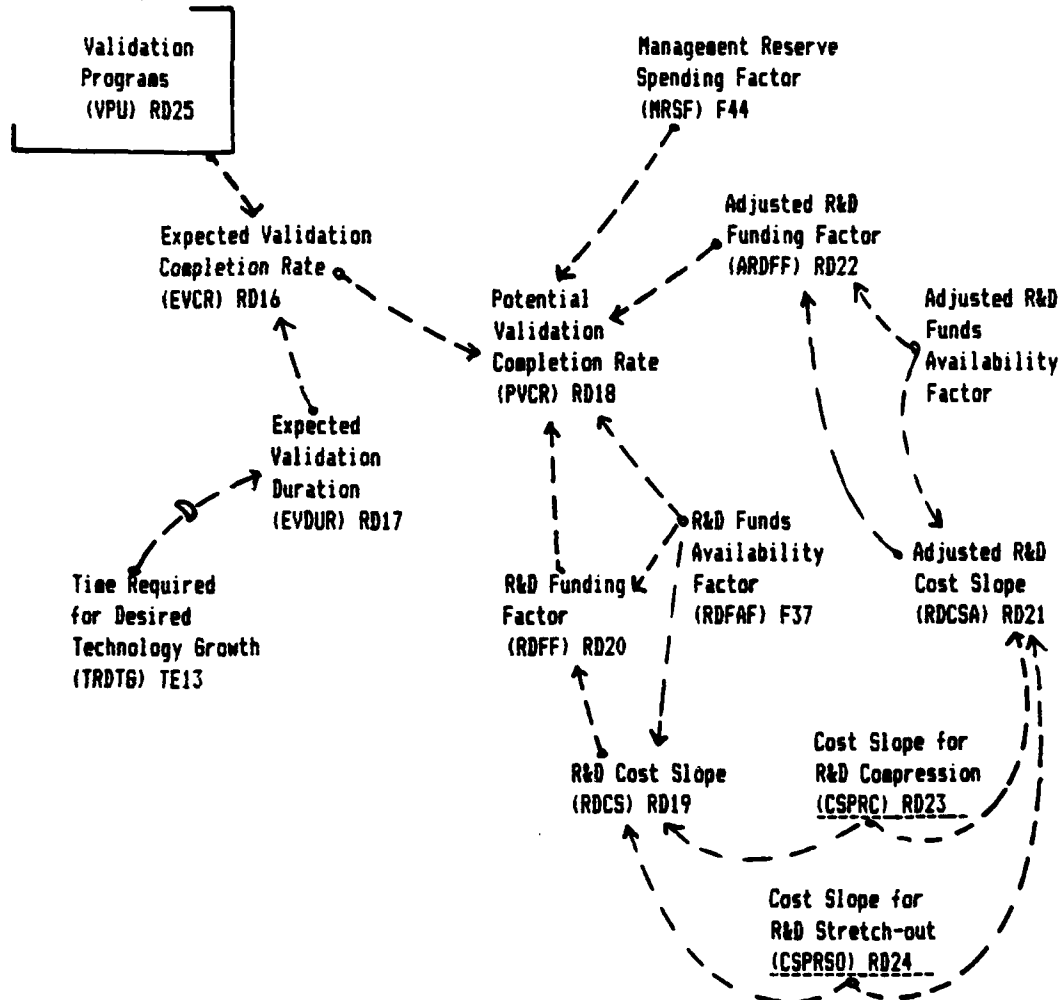 Validation
Programs
(VPU) RD25
Management Reserve
Spending Factor
(MRSF) F44
Expected Validation
Completion Rate
(EVCR) RD16
Adjusted R&D
Funding Factor
(ARDFF) RD22
Potential
Validation
Completion Rate
(PVCR) RD18
Adjusted R&D
Funds
Availability
Factor
Expected
Validation
Duration
(EVDUR) RD17
Time Required
for Desired
Technology Growth
(TRDTG) TE13
R&D Funding
Factor
(RDFF) RD20
R&D Funds
Availability
Factor
(RDFAF) F37
Adjusted R&D
Cost Slope
(RDCSA) RD21
R&D Cost Slope
(RDCS) RD19
Cost Slope for
R&D Compression
(CSPRC) RD23
Cost Slope for
R&D Stretch-out
(CSPRSO) RD24